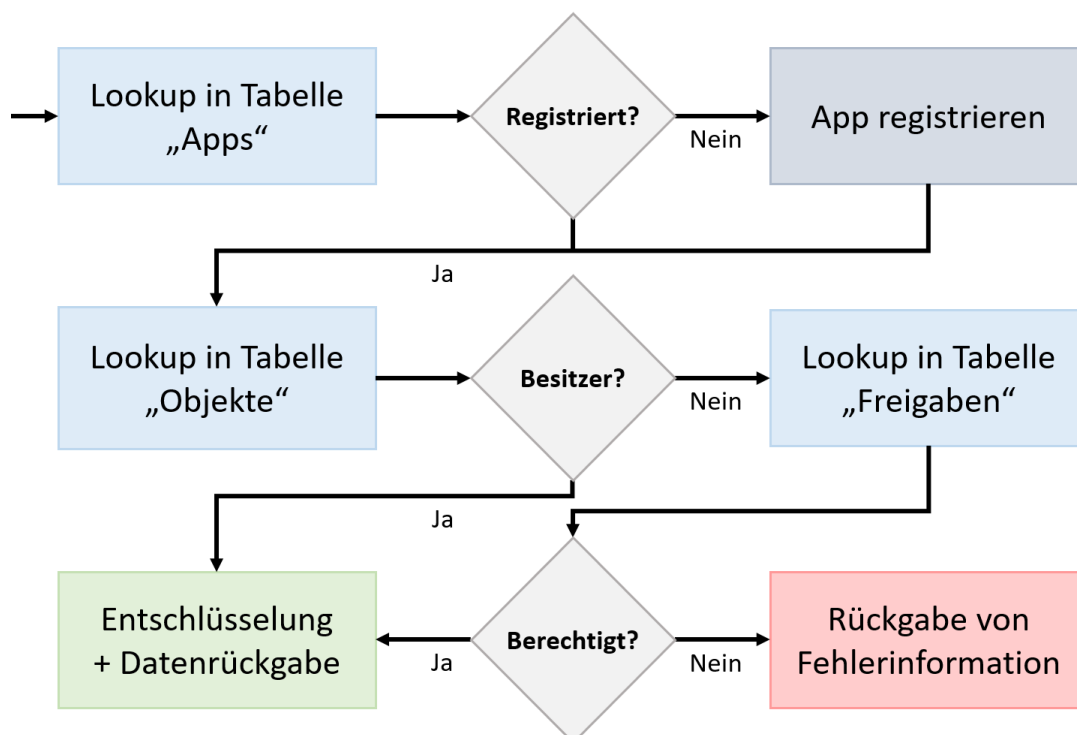 Lookup in Tabelle
„Apps“
Registriert?
Nein
App registrieren
Ja
Lookup in Tabelle
„Objekte“
Besitzer?
Nein
Lookup in Tabelle
„Freigaben“
Ja
Entschlüsselung
+ Datenrückgabe
Ja
Berechtigt?
Nein
Rückgabe von
Fehlerinformation